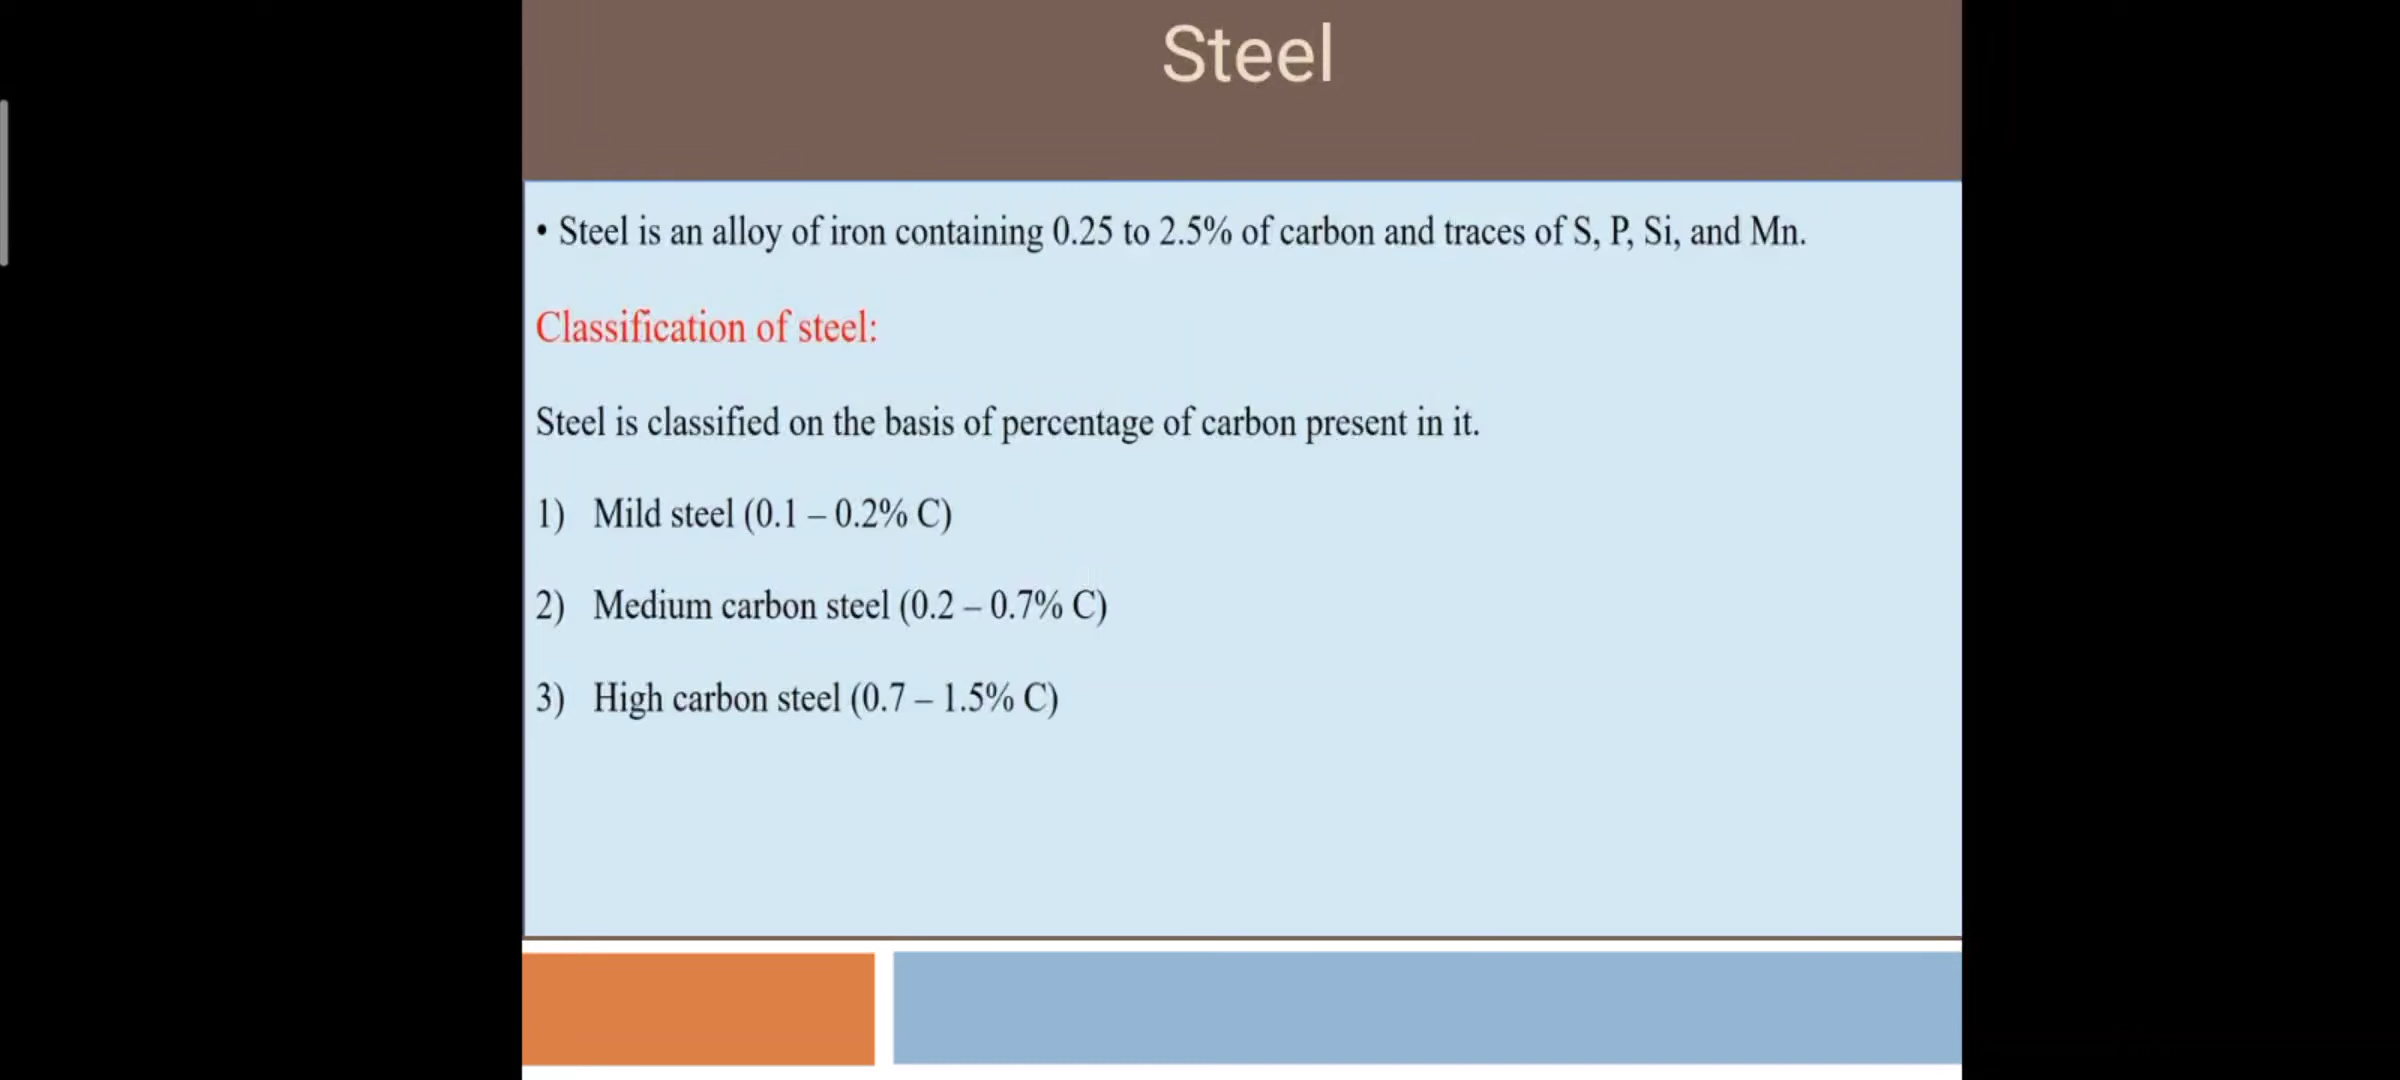 Steel
• Steel is an alloy of iron containing 0.25 to 2.5% of carbon and traces of S, P, Si, and Mn.
Classification of steel:
Steel is classified on the basis of percentage of carbon present in it.
1) Mild steel (0.1 – 0.2% C)
2) Medium carbon steel (0.2 – 0.7% C)
3) High carbon steel (0.7 – 1.5% C)